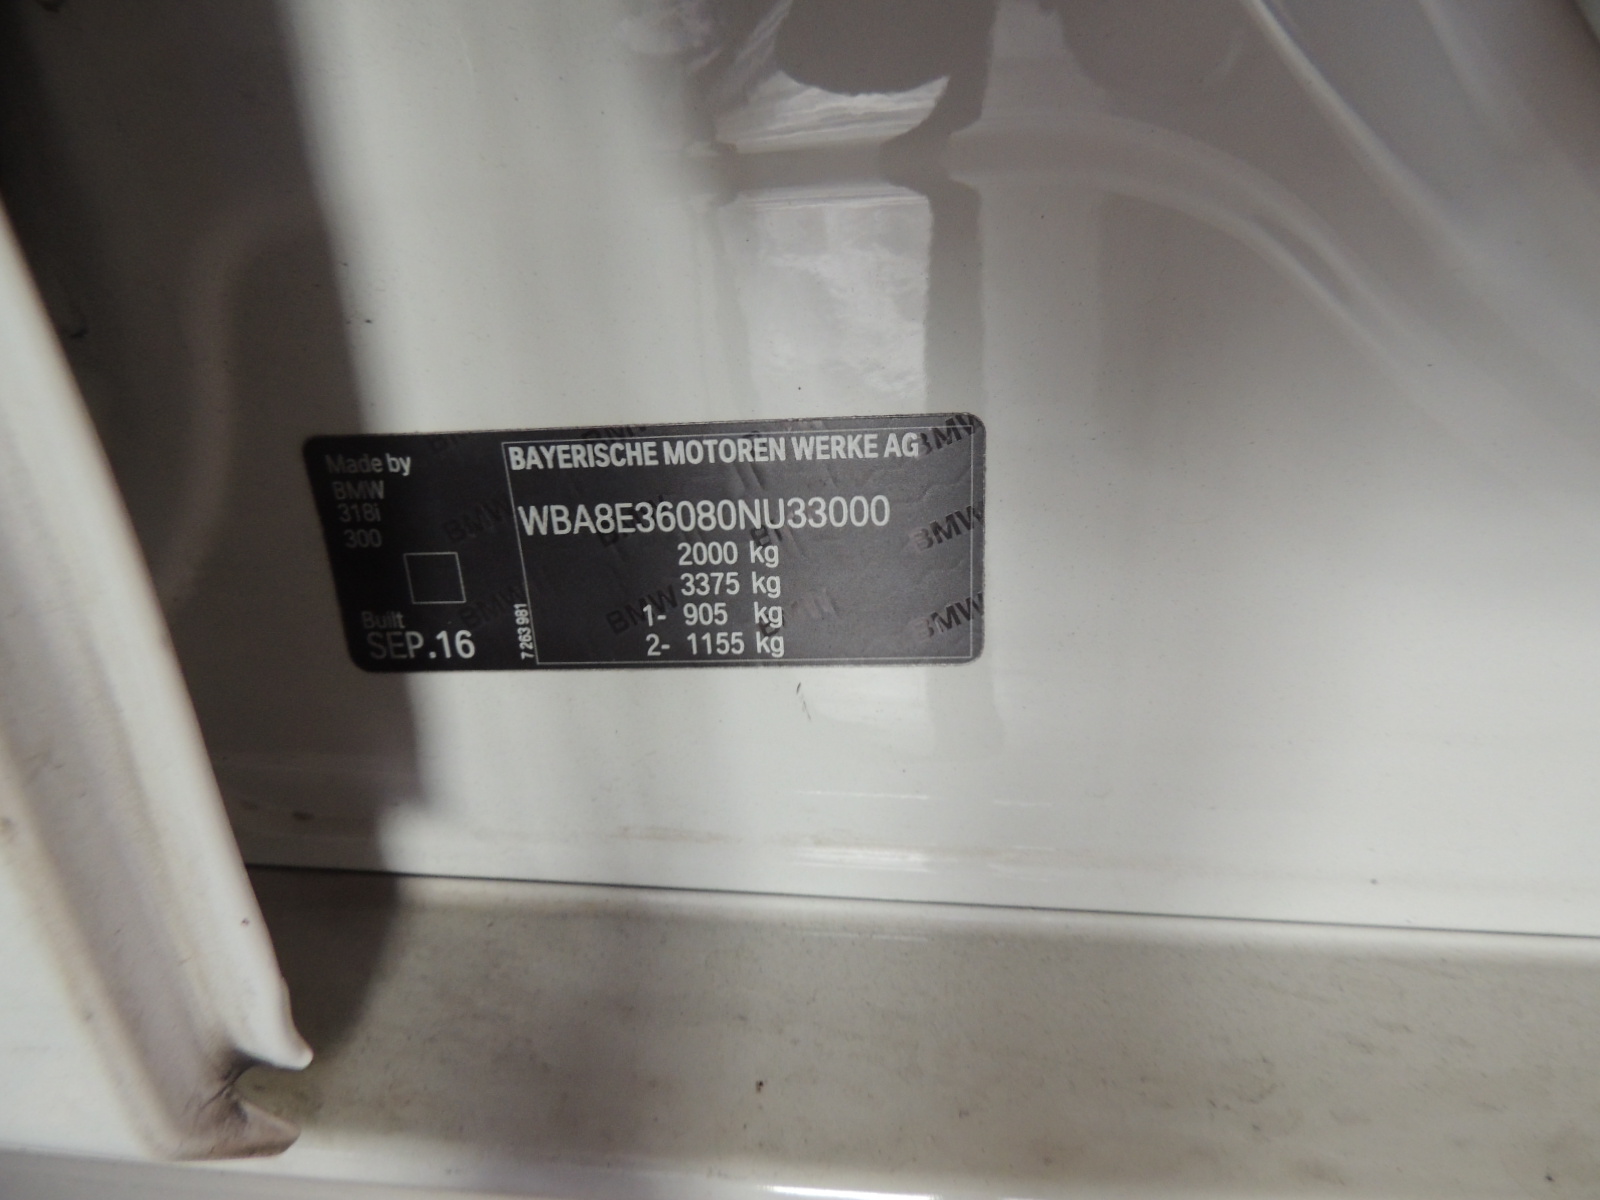 Made by
BMW
318i
300
Built
SEP.16
7 263 981
BAYERISCHE MOTOREN WERKE AG
WBA8E36080NU33000
2000 kg
3375 kg
1- 905 kg
2- 1155 kg